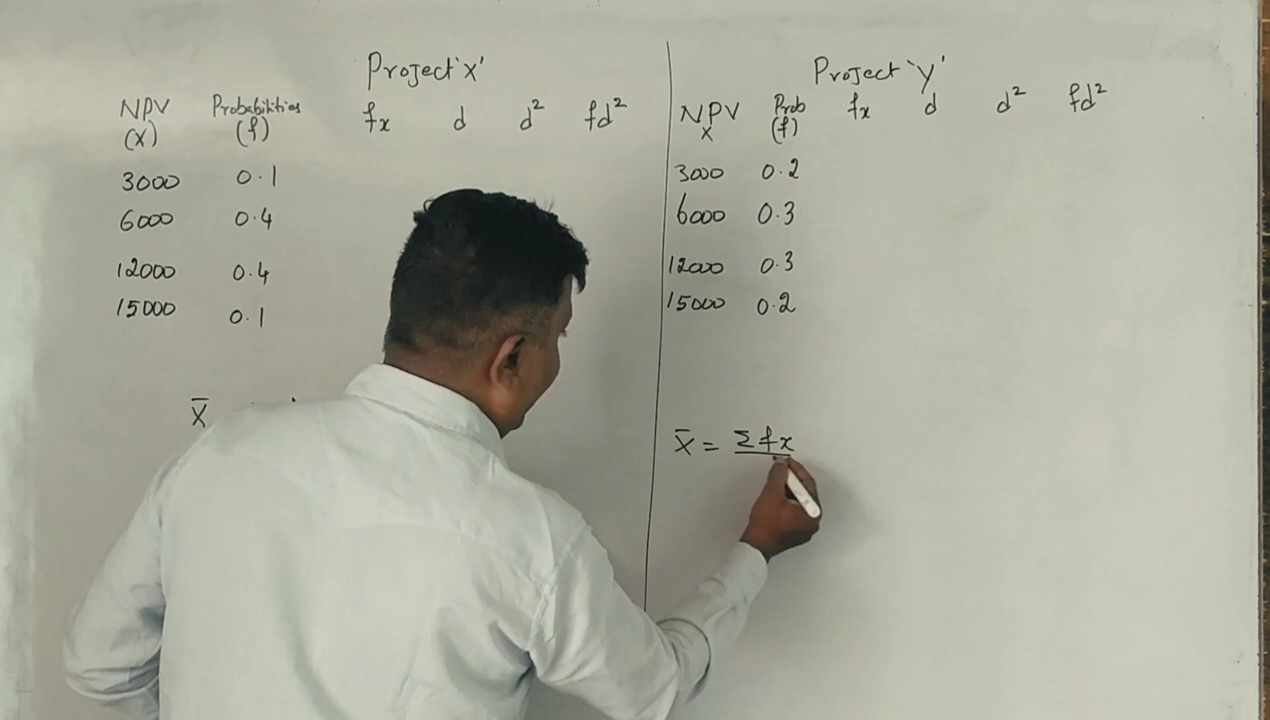 Project 'X'
NPV Probabilities fx d d² fd²
(X) (f)
3000 0.1
6000 0.4
12000 0.4
15000 0.1
X̄
Project 'Y'
NPV Prob fx d d² fd²
X (f)
3000 0.2
6000 0.3
12000 0.3
15000 0.2
X̄ = Σfx